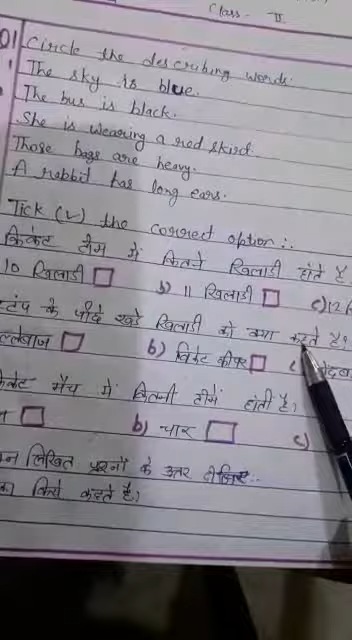 Class - II
Q1 Circle the describing words.
The sky is blue.
The bus is black.
She is wearing a red skird.
Those bags are heavy.
A rabbit has long ears.
Tick (✓) the correct option :.
क्रिकेट टीम में कितने खिलाडी होते है
10 खिलाडी b) 11 खिलाडी c) 12
स्टंप के पीछे खड़े खिलाडी को क्या कहते है?
ल्लेबाज b) विकेट कीपर
मैच में कितनी टीमें होती है।
b) चार c)
लिखित प्रश्नों के उत्तर दीजिए :.
किसे कहते है।